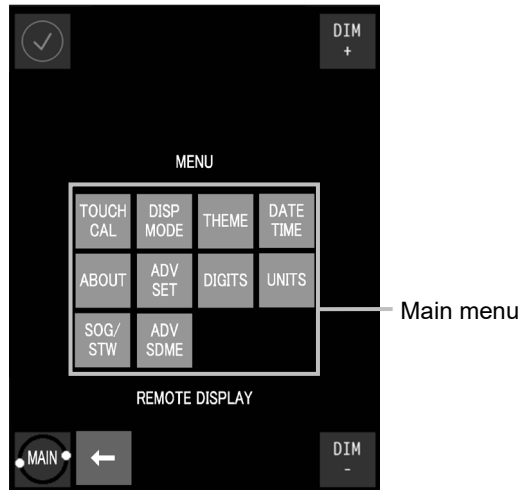 DIM
+
MENU
TOUCH
CAL
DISP
MODE
THEME
DATE
TIME
ABOUT
ADV
SET
DIGITS
UNITS
SOG/
STW
ADV
SDME
Main menu
REMOTE DISPLAY
MAIN
←
DIM
-